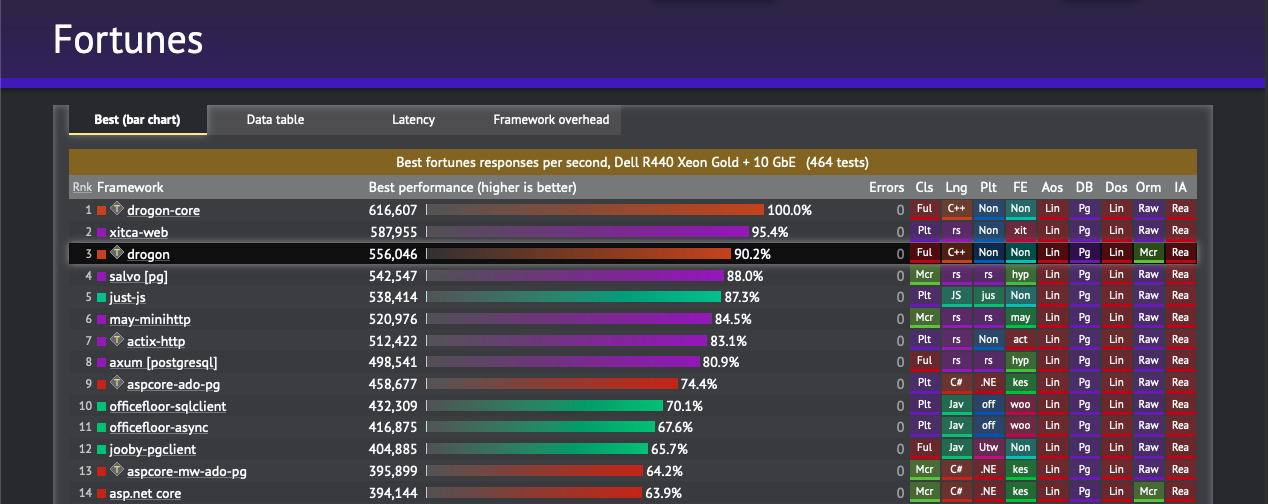 Fortunes
Best (bar chart) Data table Latency Framework overhead
Best fortunes responses per second, Dell R440 Xeon Gold + 10 GbE (464 tests)
Rnk Framework Best performance (higher is better) Errors Cls Lng Plt FE Aos DB Dos Orm IA
1 T drogon-core 616,607 100.0% 0 Ful C++ Non Non Lin Pg Lin Raw Rea
2 xitca-web 587,955 95.4% 0 Plt rs Non xit Lin Pg Lin Raw Rea
3 T drogon 556,046 90.2% 0 Ful C++ Non Non Lin Pg Lin Mcr Rea
4 salvo [pg] 542,547 88.0% 0 Mcr rs rs hyp Lin Pg Lin Raw Rea
5 just-js 538,414 87.3% 0 Plt JS jus Non Lin Pg Lin Raw Rea
6 may-minihttp 520,976 84.5% 0 Mcr rs rs may Lin Pg Lin Raw Rea
7 T actix-http 512,422 83.1% 0 Plt rs Non act Lin Pg Lin Raw Rea
8 axum [postgresql] 498,541 80.9% 0 Ful rs rs hyp Lin Pg Lin Raw Rea
9 T aspcore-ado-pg 458,677 74.4% 0 Plt C# .NE kes Lin Pg Lin Raw Rea
10 officefloor-sqlclient 432,309 70.1% 0 Plt Jav off woo Lin Pg Lin Raw Rea
11 officefloor-async 416,875 67.6% 0 Plt Jav off woo Lin Pg Lin Raw Rea
12 jooby-pgclient 404,885 65.7% 0 Ful Jav Utw Non Lin Pg Lin Raw Rea
13 T aspcore-mw-ado-pg 395,899 64.2% 0 Mcr C# .NE kes Lin Pg Lin Raw Rea
14 asp.net core 394,144 63.9% 0 Mcr C# .NE kes Lin Pg Lin Mcr Rea